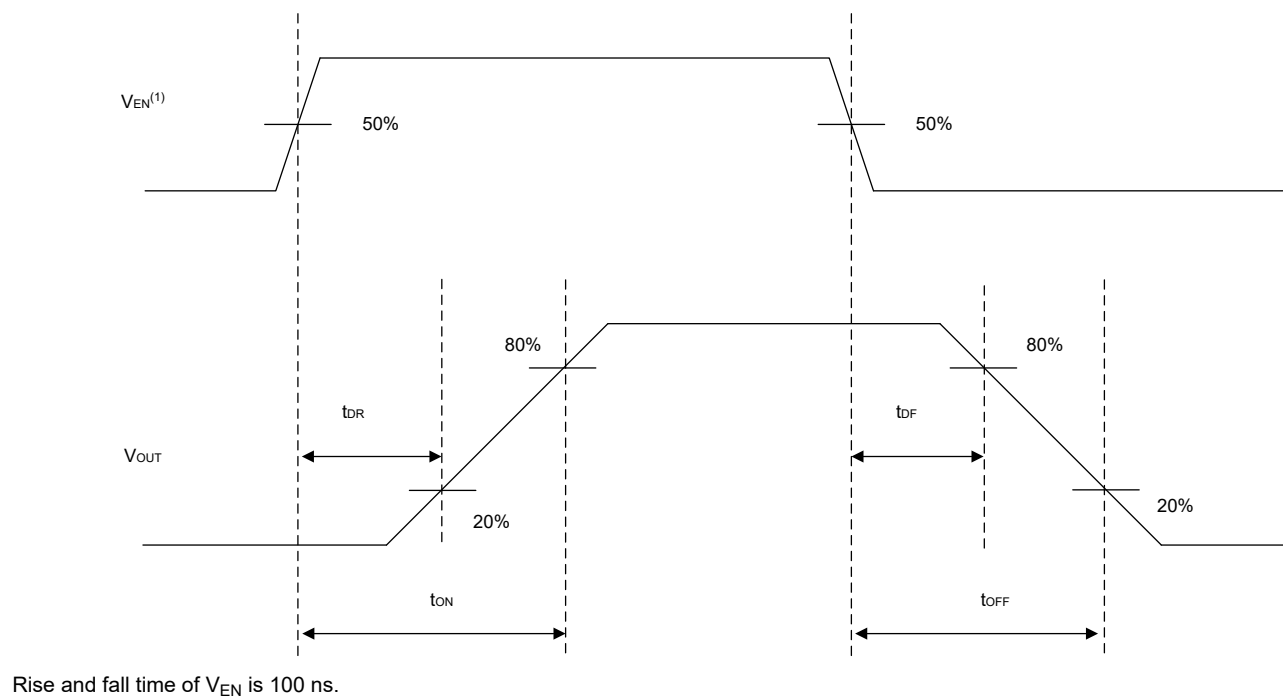 VEN(1)
50%
50%
80%
80%
tDR
tDF
VOUT
20%
20%
tON
tOFF
Rise and fall time of VEN is 100 ns.